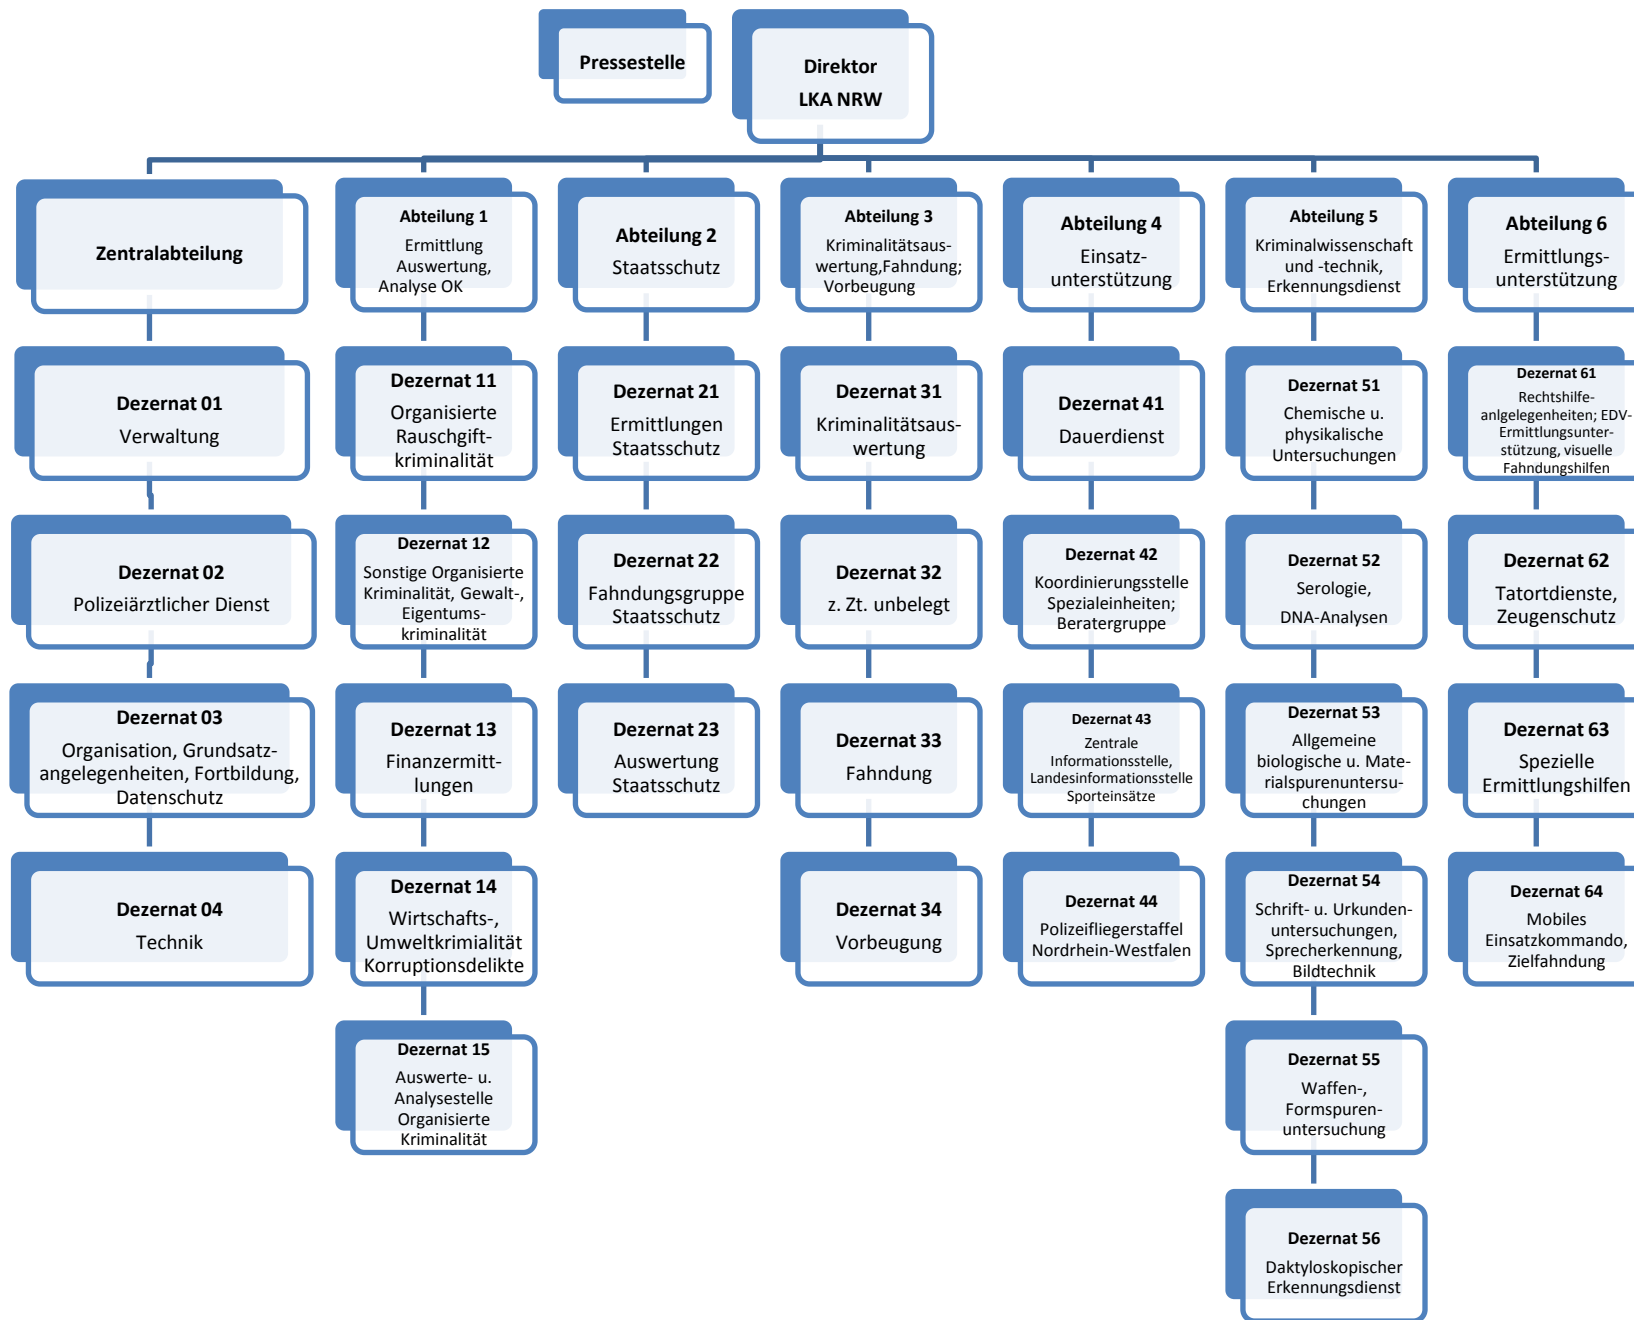 Pressestelle
Direktor
LKA NRW
Zentralabteilung
Abteilung 1
Ermittlung
Auswertung,
Analyse OK
Abteilung 2
Staatsschutz
Abteilung 3
Kriminalitätsaus-
wertung,Fahndung;
Vorbeugung
Abteilung 4
Einsatz-
unterstützung
Abteilung 5
Kriminalwissenschaft
und -technik,
Erkennungsdienst
Abteilung 6
Ermittlungs-
unterstützung
Dezernat 01
Verwaltung
Dezernat 11
Organisierte
Rauschgift-
kriminalität
Dezernat 21
Ermittlungen
Staatsschutz
Dezernat 31
Kriminalitätsaus-
wertung
Dezernat 41
Dauerdienst
Dezernat 51
Chemische u.
physikalische
Untersuchungen
Dezernat 61
Rechtshilfe-
anlgelegenheiten; EDV-
Ermittlungsunter-
stützung, visuelle
Fahndungshilfen
Dezernat 02
Polizeiärztlicher Dienst
Dezernat 12
Sonstige Organisierte
Kriminalität, Gewalt-,
Eigentums-
kriminalität
Dezernat 22
Fahndungsgruppe
Staatsschutz
Dezernat 32
z. Zt. unbelegt
Dezernat 42
Koordinierungsstelle
Spezialeinheiten;
Beratergruppe
Dezernat 52
Serologie,
DNA-Analysen
Dezernat 62
Tatortdienste,
Zeugenschutz
Dezernat 03
Organisation, Grundsatz-
angelegenheiten, Fortbildung,
Datenschutz
Dezernat 13
Finanzermitt-
lungen
Dezernat 23
Auswertung
Staatsschutz
Dezernat 33
Fahndung
Dezernat 43
Zentrale
Informationsstelle,
Landesinformationsstelle
Sporteinsätze
Dezernat 53
Allgemeine
biologische u. Mate-
rialspurenuntersu-
chungen
Dezernat 63
Spezielle
Ermittlungshilfen
Dezernat 04
Technik
Dezernat 14
Wirtschafts-,
Umweltkrimialität
Korruptionsdelikte
Dezernat 34
Vorbeugung
Dezernat 44
Polizeifliegerstaffel
Nordrhein-Westfalen
Dezernat 54
Schrift- u. Urkunden-
untersuchungen,
Sprecherkennung,
Bildtechnik
Dezernat 64
Mobiles
Einsatzkommando,
Zielfahndung
Dezernat 15
Auswerte- u.
Analysestelle
Organisierte
Kriminalität
Dezernat 55
Waffen-,
Formspuren-
untersuchung
Dezernat 56
Daktyloskopischer
Erkennungsdienst